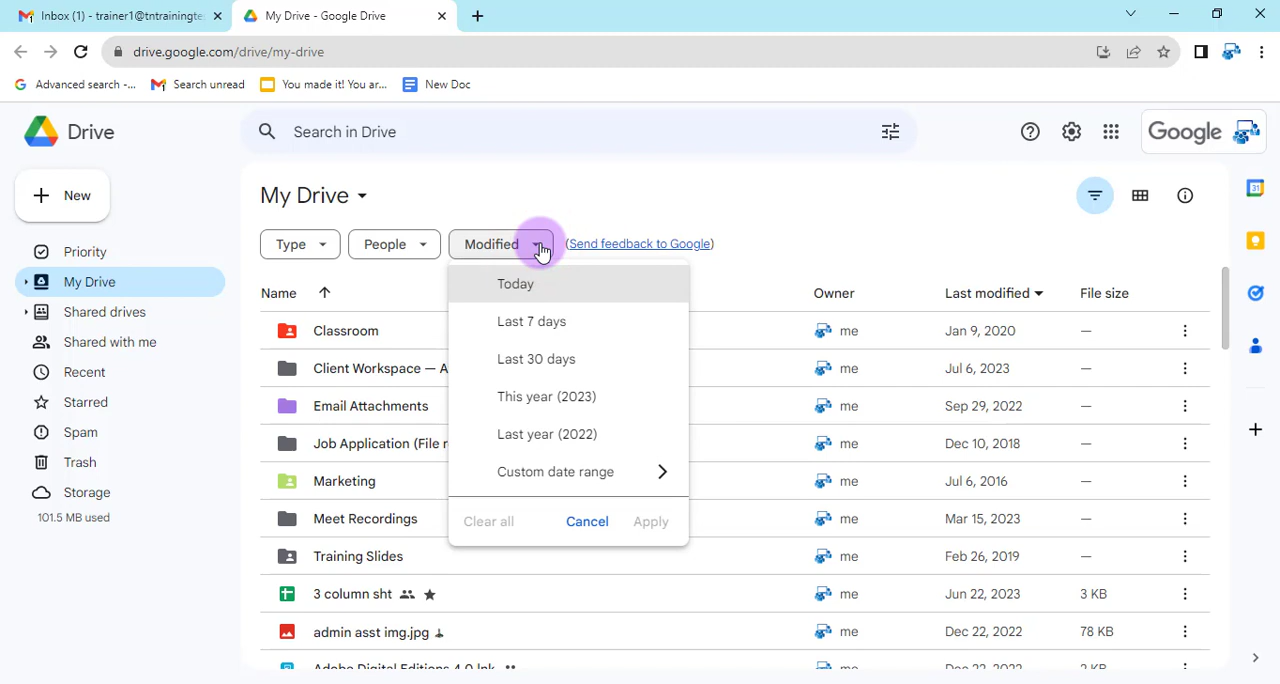 Inbox (1) - trainer1@tntrainingte
My Drive - Google Drive
drive.google.com/drive/my-drive
Advanced search -...
Search unread
You made it! You ar...
New Doc
Drive
Search in Drive
Google
New
My Drive
Type
People
Modified
(Send feedback to Google)
Priority
My Drive
Shared drives
Shared with me
Recent
Starred
Spam
Trash
Storage
101.5 MB used
Today
Last 7 days
Last 30 days
This year (2023)
Last year (2022)
Custom date range
Clear all
Cancel
Apply
Name
Owner
Last modified
File size
Classroom
me
Jan 9, 2020
—
Client Workspace — A
me
Jul 6, 2023
—
Email Attachments
me
Sep 29, 2022
—
Job Application (File r
me
Dec 10, 2018
—
Marketing
me
Jul 6, 2016
—
Meet Recordings
me
Mar 15, 2023
—
Training Slides
me
Feb 26, 2019
—
3 column sht
me
Jun 22, 2023
3 KB
admin asst img.jpg
me
Dec 22, 2022
78 KB
Adobe Digital Editions 4.0.lnk
me
Dec 22, 2022
2 KB
31